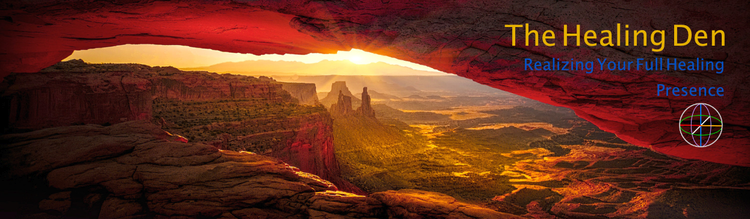 The Healing Den
Realizing Your Full Healing
Presence